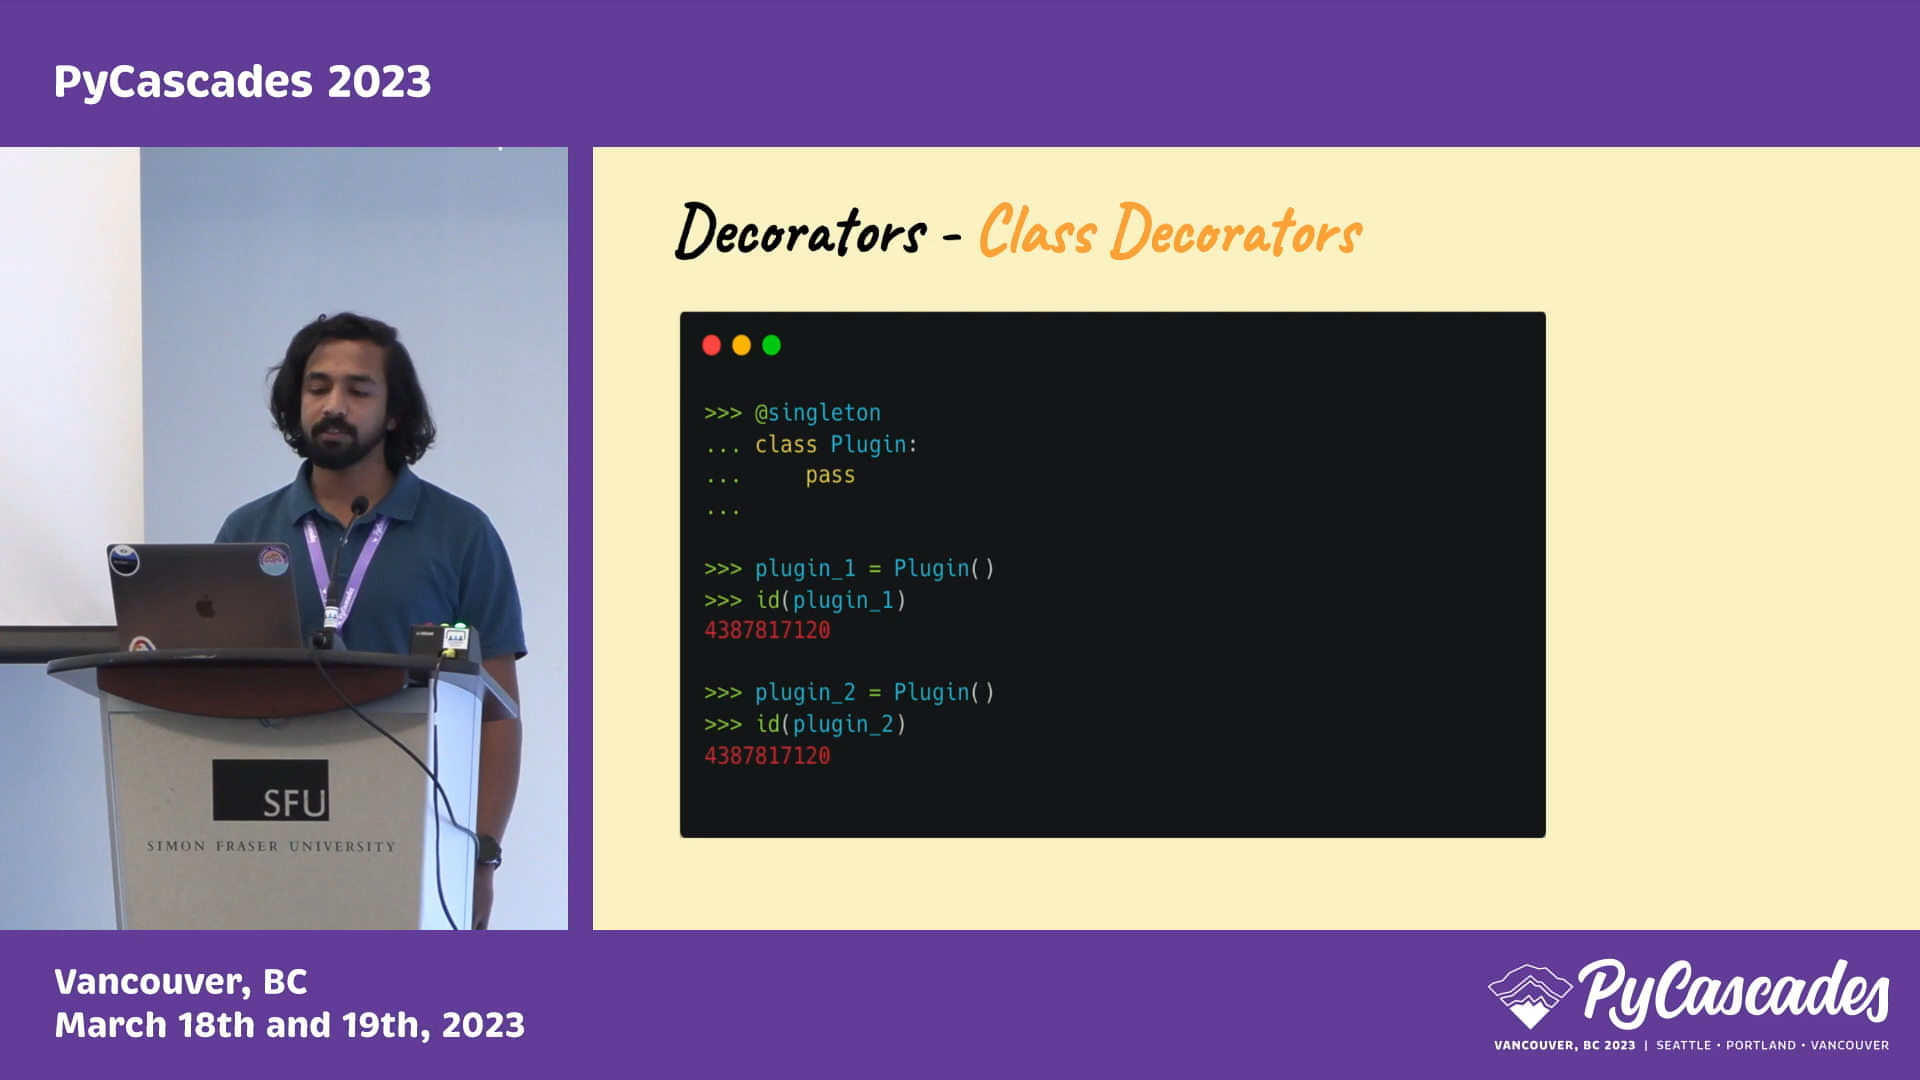 PyCascades 2023
Decorators - Class Decorators
>>> @singleton
... class Plugin:
...     pass
...
>>> plugin_1 = Plugin()
>>> id(plugin_1)
4387817120
>>> plugin_2 = Plugin()
>>> id(plugin_2)
4387817120
SFU
SIMON FRASER UNIVERSITY
Vancouver, BC
March 18th and 19th, 2023
PyCascades
VANCOUVER, BC 2023 | SEATTLE • PORTLAND • VANCOUVER